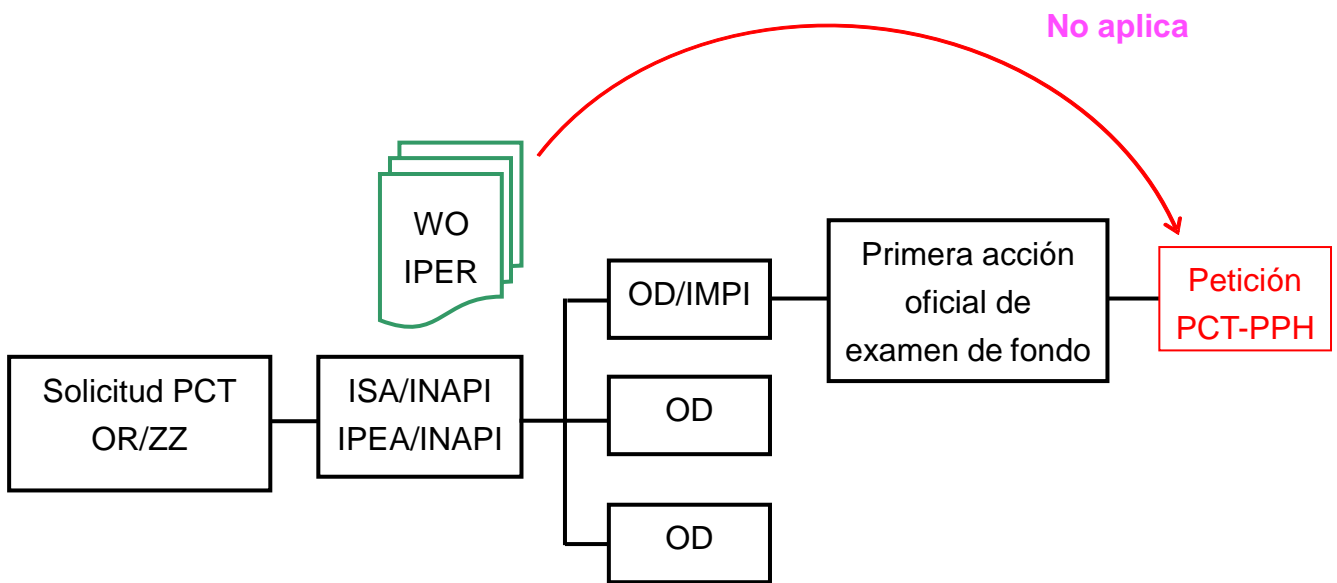 No aplica
WO
IPER
Primera acción
oficial de
examen de fondo
Petición
PCT-PPH
OD/IMPI
Solicitud PCT
OR/ZZ
ISA/INAPI
IPEA/INAPI
OD
OD